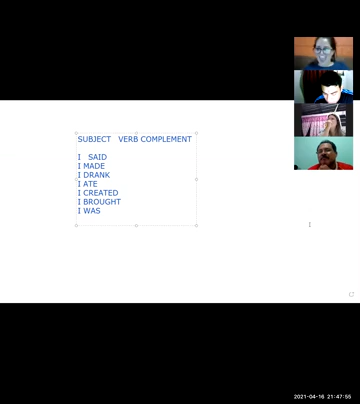 SUBJECT VERB COMPLEMENT
I SAID
I MADE
I DRANK
I ATE
I CREATED
I BROUGHT
I WAS
2021-04-16 21:47:55